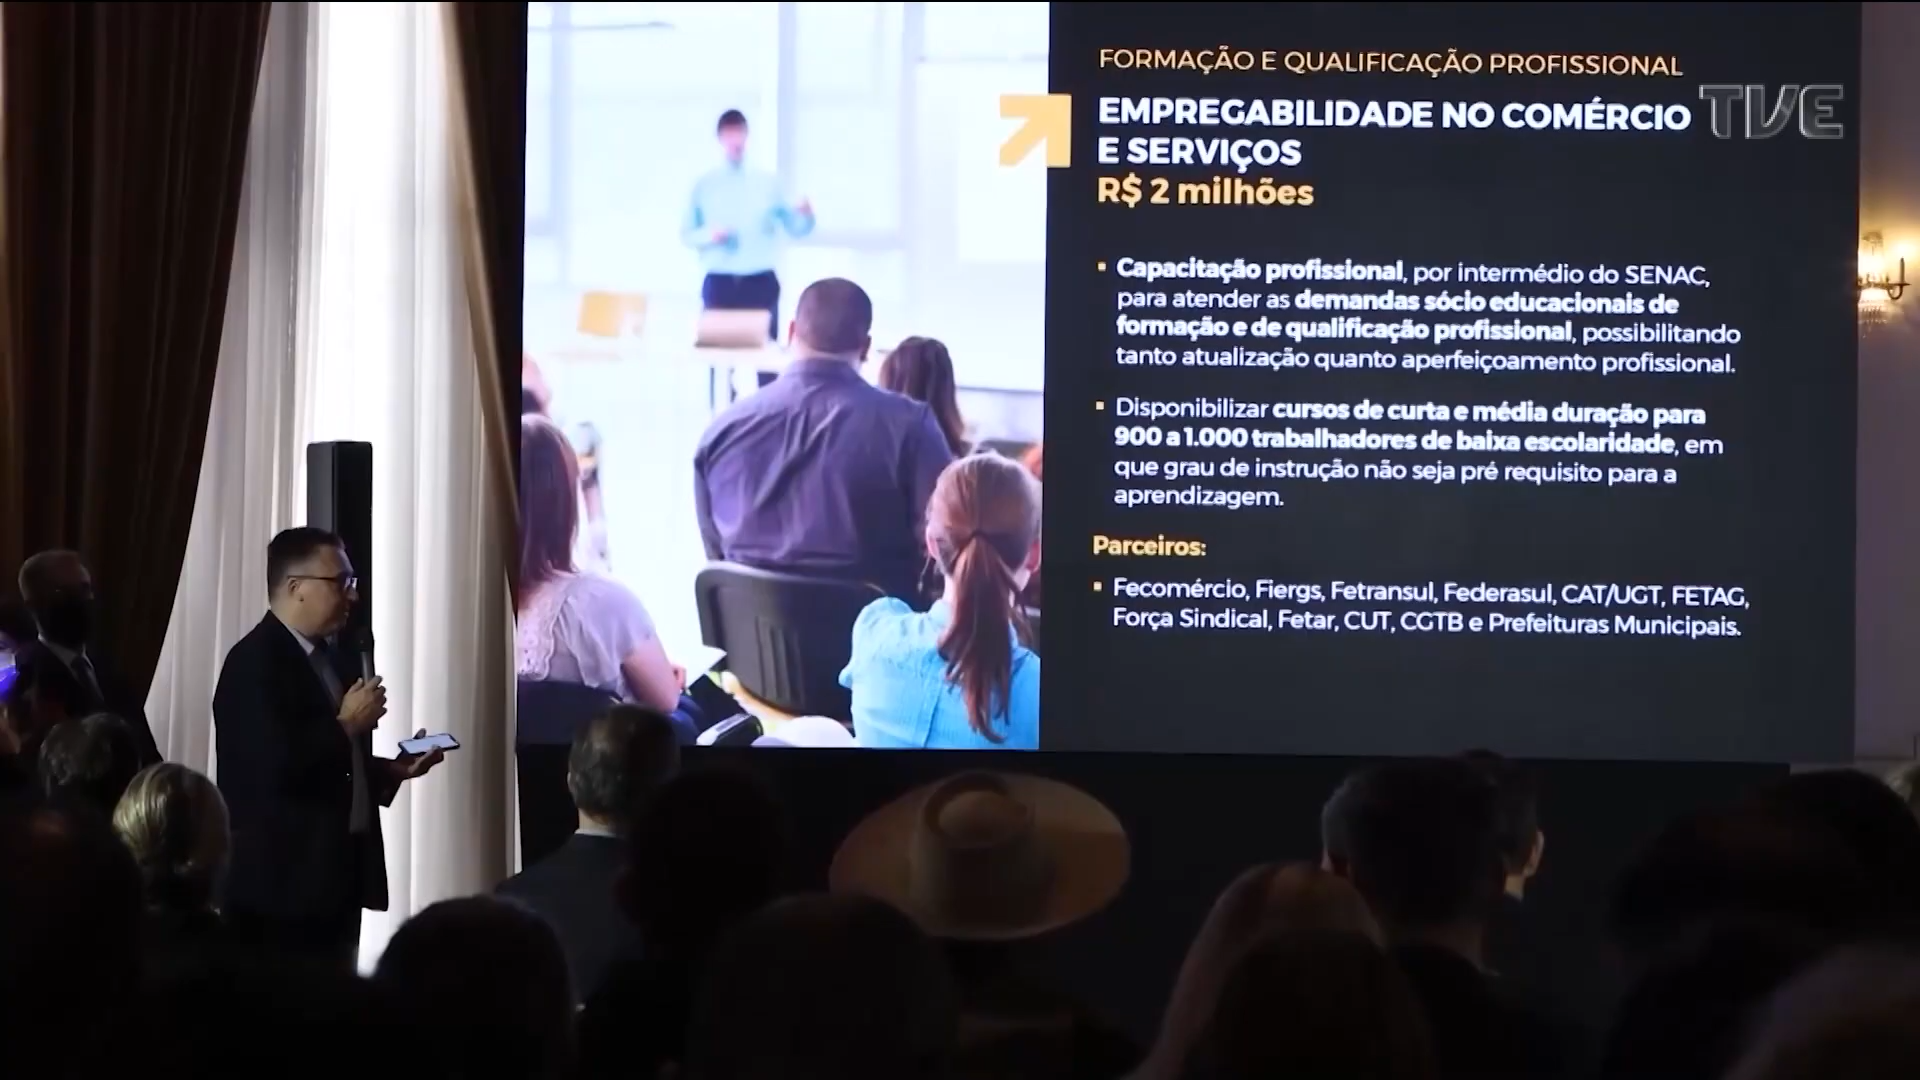 FORMAÇÃO E QUALIFICAÇÃO PROFISSIONAL
EMPREGABILIDADE NO COMÉRCIO
E SERVIÇOS
R$ 2 milhões
TVE
Capacitação profissional, por intermédio do SENAC,
para atender as demandas sócio educacionais de
formação e de qualificação profissional, possibilitando
tanto atualização quanto aperfeiçoamento profissional.
Disponibilizar cursos de curta e média duração para
900 a 1.000 trabalhadores de baixa escolaridade, em
que grau de instrução não seja pré requisito para a
aprendizagem.
Parceiros:
Fecomércio, Fiergs, Fetransul, Federasul, CAT/UGT, FETAG,
Força Sindical, Fetar, CUT, CGTB e Prefeituras Municipais.